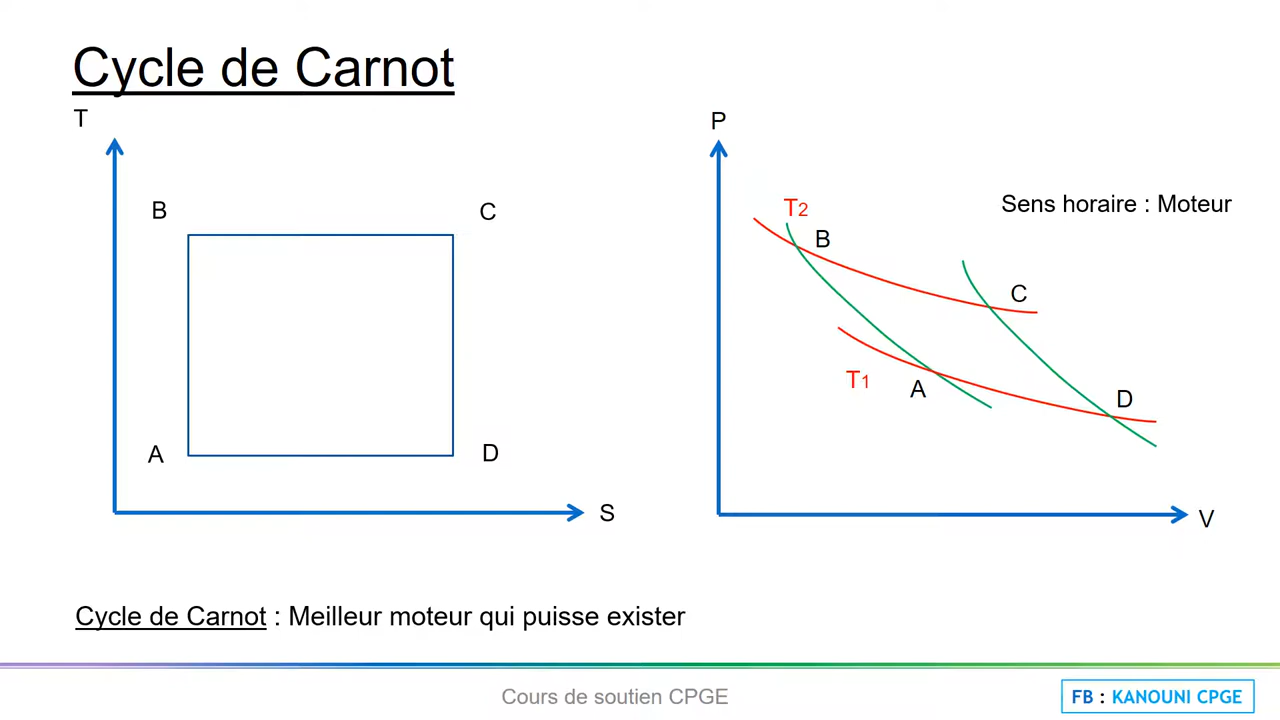 Cycle de Carnot
T
B
C
A
D
S
P
Sens horaire : Moteur
T2
B
C
T1
A
D
V
Cycle de Carnot : Meilleur moteur qui puisse exister
Cours de soutien CPGE
FB : KANOUNI CPGE